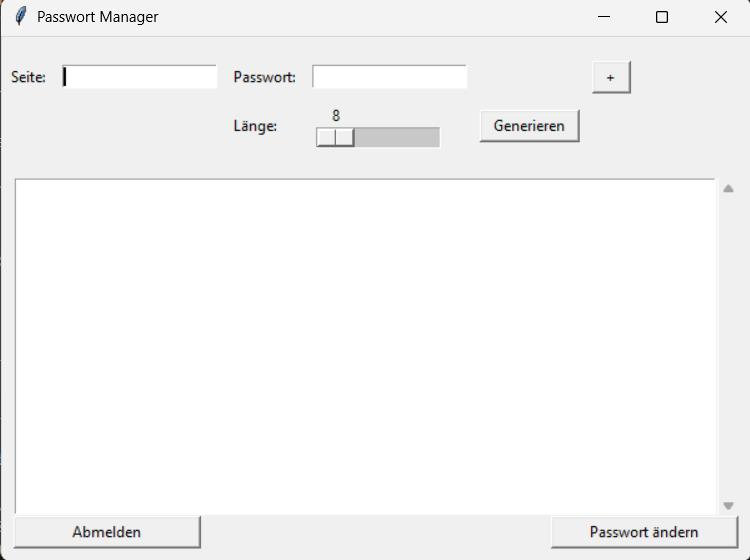 Passwort Manager
Seite: Passwort: +
8
Länge: Generieren
Abmelden Passwort ändern